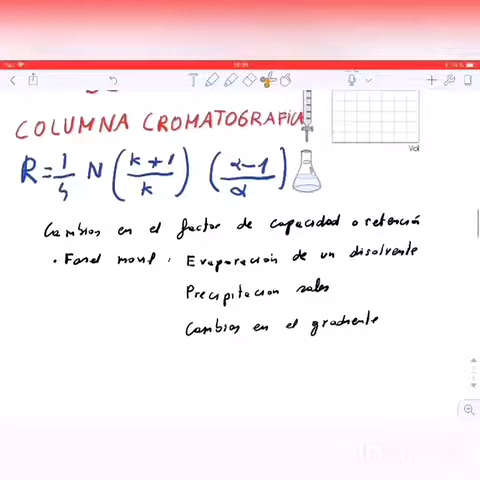 COLUMNA CROMATOGRAFICA
R = 1/4 N (k+1/k) (α-1/α)
Vol
Cambios en el factor de capacidad o retención
· Fase movil : Evaporación de un disolvente
Precipitacion sales
Cambios en el gradiente